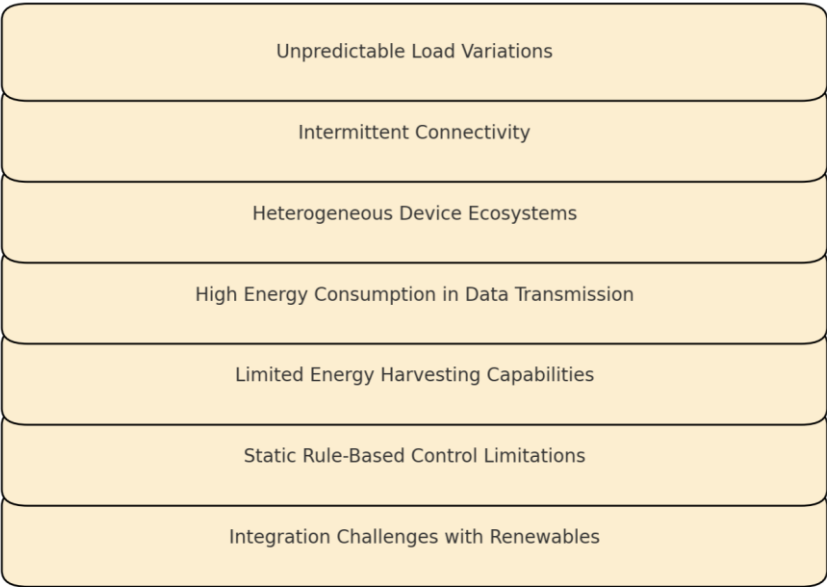 Unpredictable Load Variations
Intermittent Connectivity
Heterogeneous Device Ecosystems
High Energy Consumption in Data Transmission
Limited Energy Harvesting Capabilities
Static Rule-Based Control Limitations
Integration Challenges with Renewables